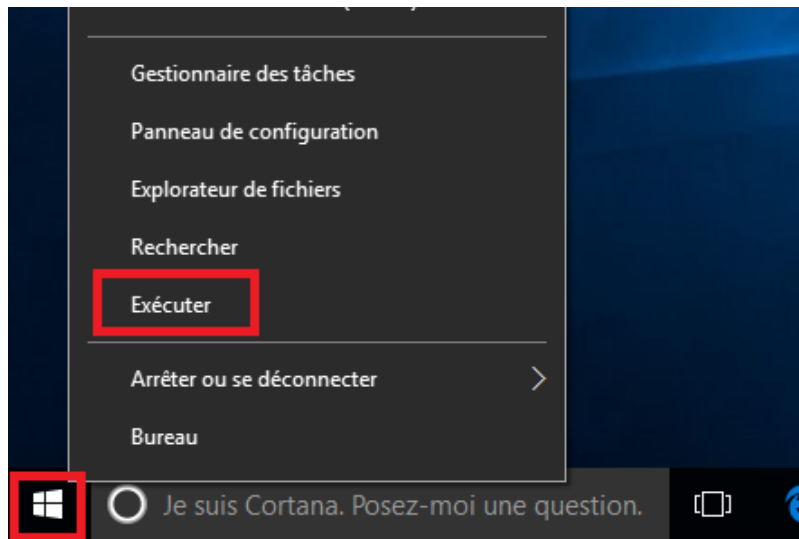 Gestionnaire des tâches
Panneau de configuration
Explorateur de fichiers
Rechercher
Exécuter
Arrêter ou se déconnecter
Bureau
Je suis Cortana. Posez-moi une question.